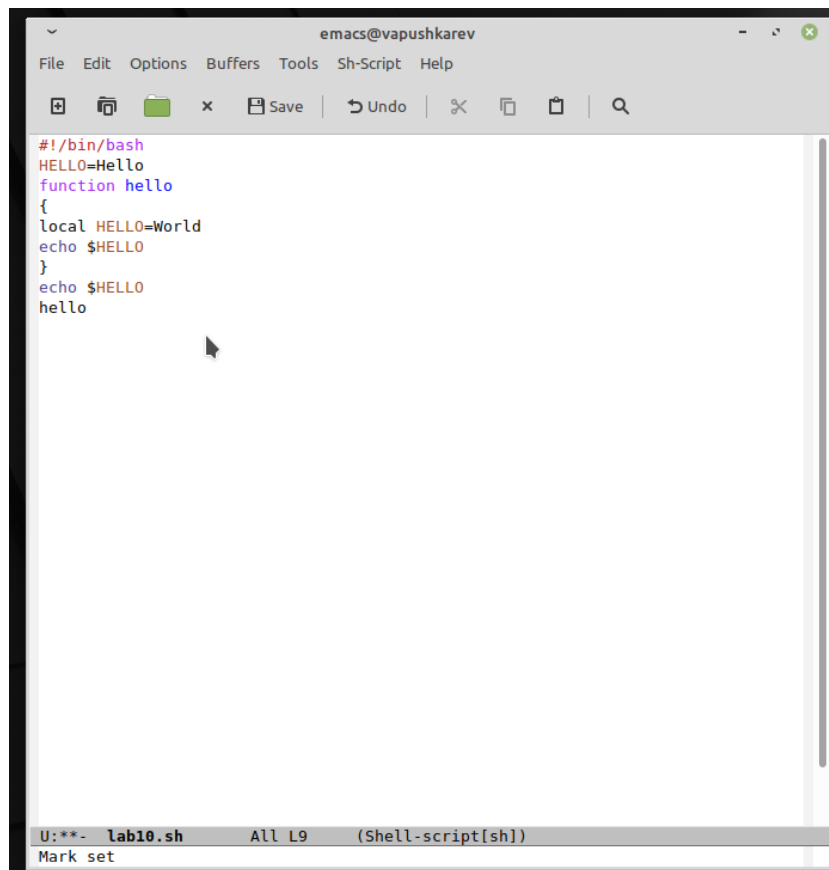 emacs@vapushkarev
File Edit Options Buffers Tools Sh-Script Help
Save Undo
#!/bin/bash
HELLO=Hello
function hello
{
local HELLO=World
echo $HELLO
}
echo $HELLO
hello
U:**- lab10.sh All L9 (Shell-script[sh])
Mark set